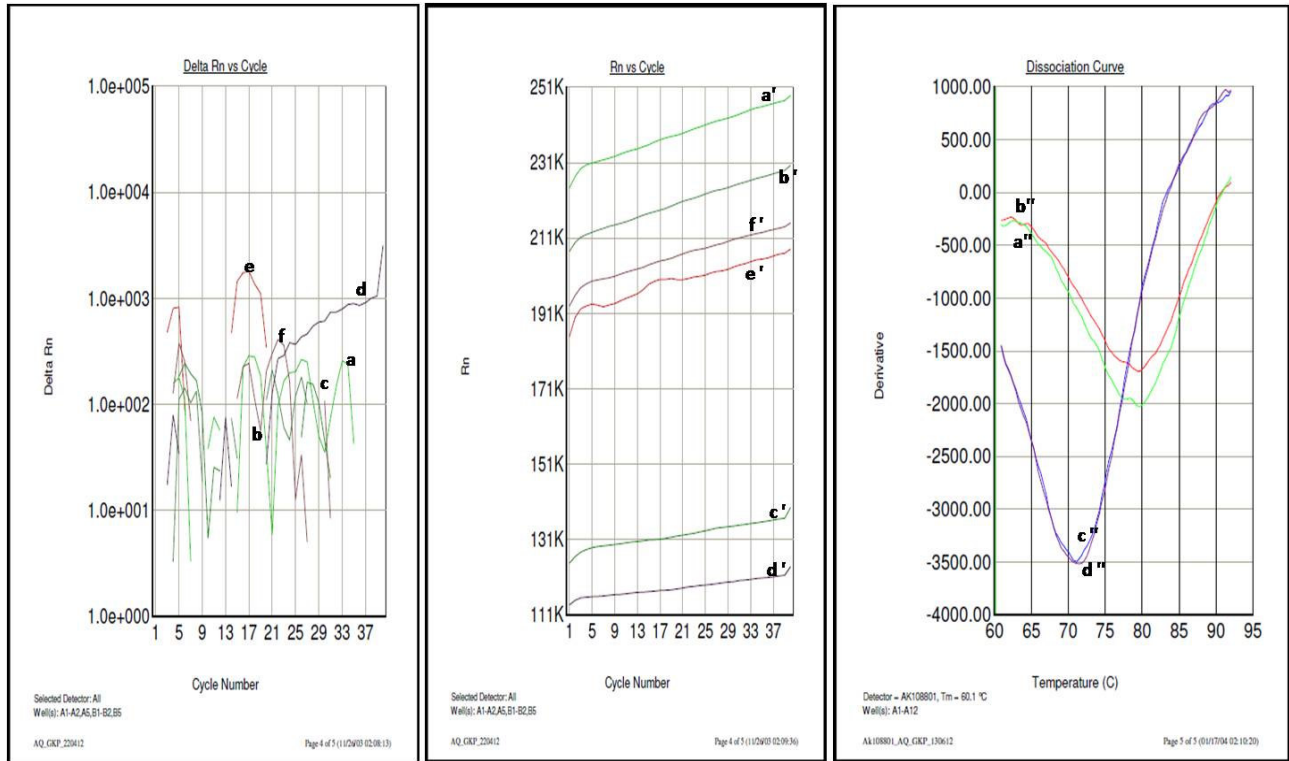 Delta Rn vs Cycle
1.0e+005
1.0e+004
1.0e+003
1.0e+002
1.0e+001
1.0e+000
Delta Rn
e
d
f
a
c
b
1 5 9 13 17 21 25 29 33 37
Cycle Number
Selected Detector: All
Well(s): A1-A2,A5,B1-B2,B5
AQ_GKP_220412 Page 4 of 5 (11/26/03 02:08:13)
Rn vs Cycle
251K
231K
211K
191K
171K
151K
131K
111K
Rn
a'
b'
f'
e'
c'
d'
1 5 9 13 17 21 25 29 33 37
Cycle Number
Selected Detector: All
Well(s): A1-A2,A5,B1-B2,B5
AQ_GKP_220412 Page 4 of 5 (11/26/03 02:09:36)
Dissociation Curve
1000.00
500.00
0.00
-500.00
-1000.00
-1500.00
-2000.00
-2500.00
-3000.00
-3500.00
-4000.00
Derivative
b"
a"
c"
d"
60 65 70 75 80 85 90 95
Temperature (C)
Detector = AK108801, Tm = 60.1 °C
Well(s): A1-A12
Ak108801_AQ_GKP_130612 Page 5 of 5 (01/17/04 02:10:20)